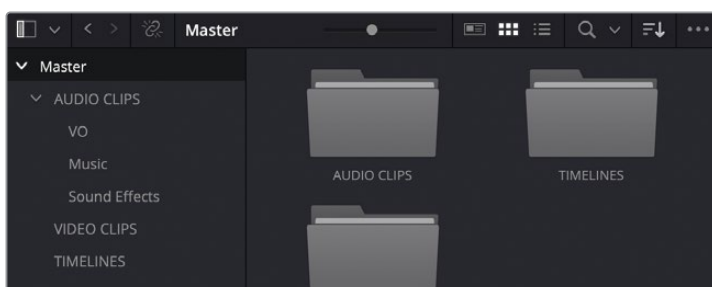 Master
Master
AUDIO CLIPS
VO
Music
Sound Effects
VIDEO CLIPS
TIMELINES
AUDIO CLIPS
TIMELINES